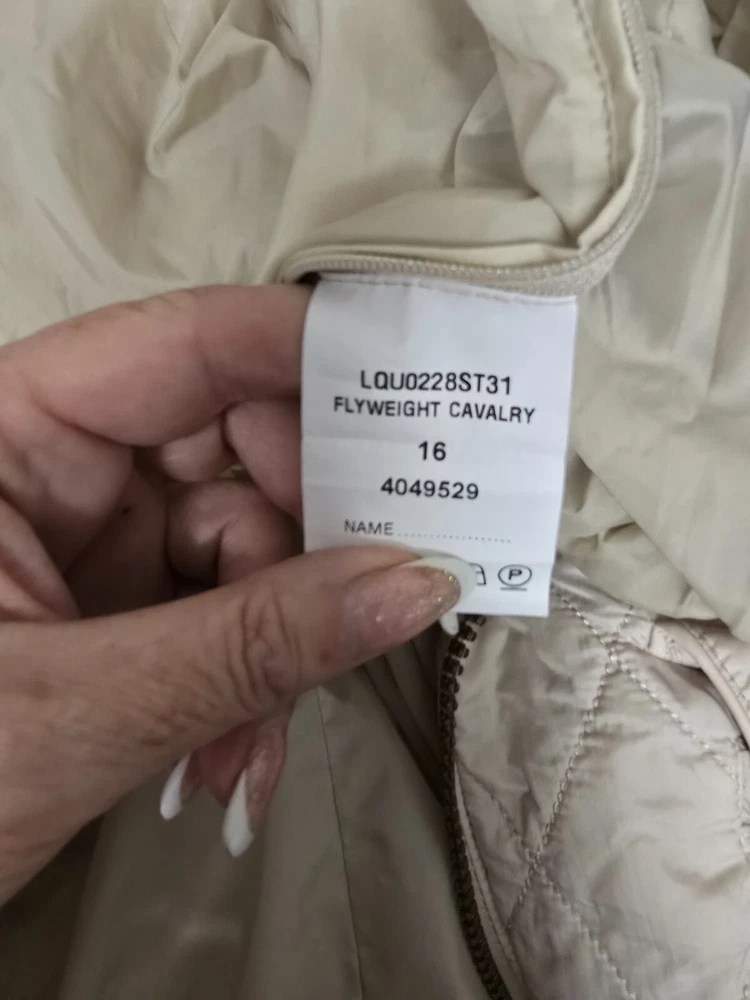 LQU0228ST31
FLYWEIGHT CAVALRY
16
4049529
NAME....................
P